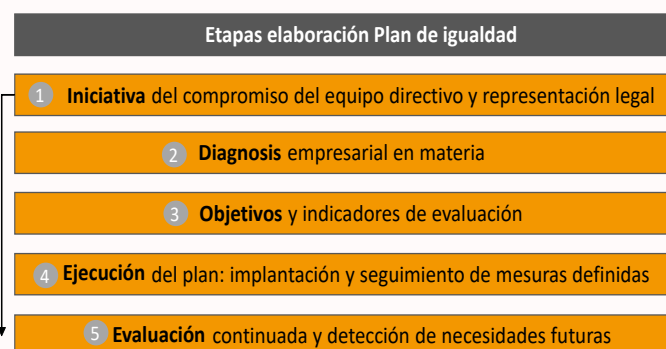 Etapas elaboración Plan de igualdad
1 Iniciativa del compromiso del equipo directivo y representación legal
2 Diagnosis empresarial en materia
3 Objetivos y indicadores de evaluación
4 Ejecución del plan: implantación y seguimiento de mesuras definidas
5 Evaluación continuada y detección de necesidades futuras